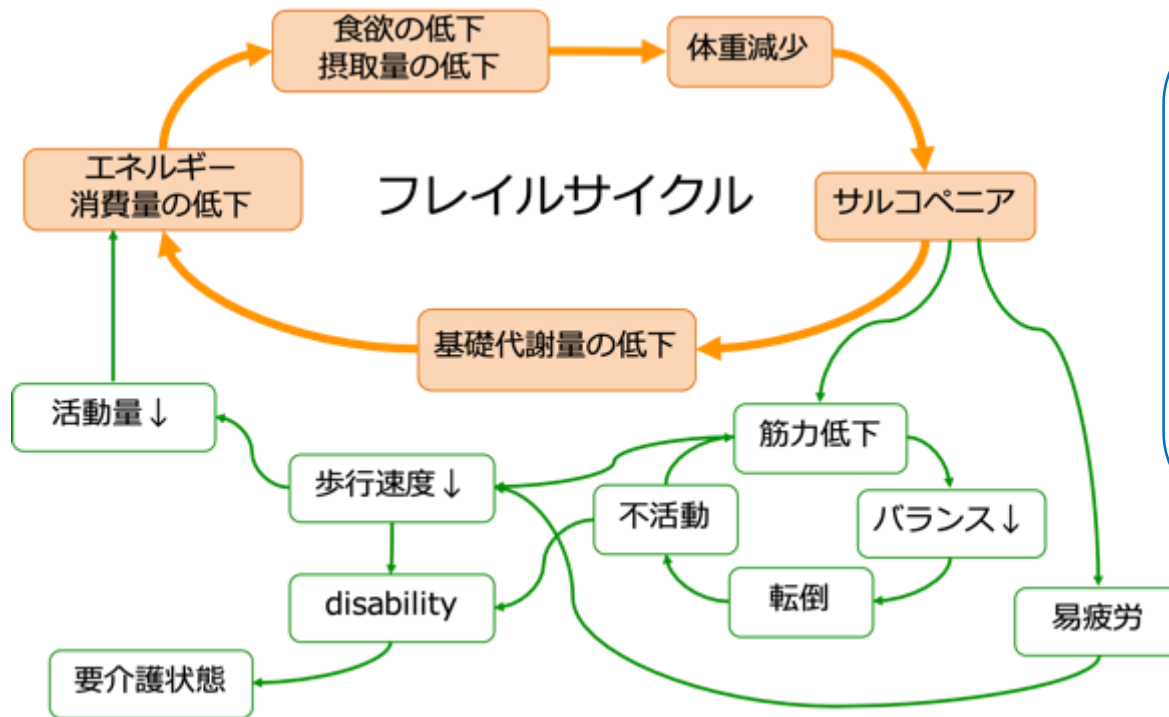 食欲の低下
摂取量の低下
体重減少
エネルギー
消費量の低下
フレイルサイクル
サルコペニア
基礎代謝量の低下
活動量↓
筋力低下
歩行速度↓
不活動
バランス↓
disability
転倒
易疲労
要介護状態